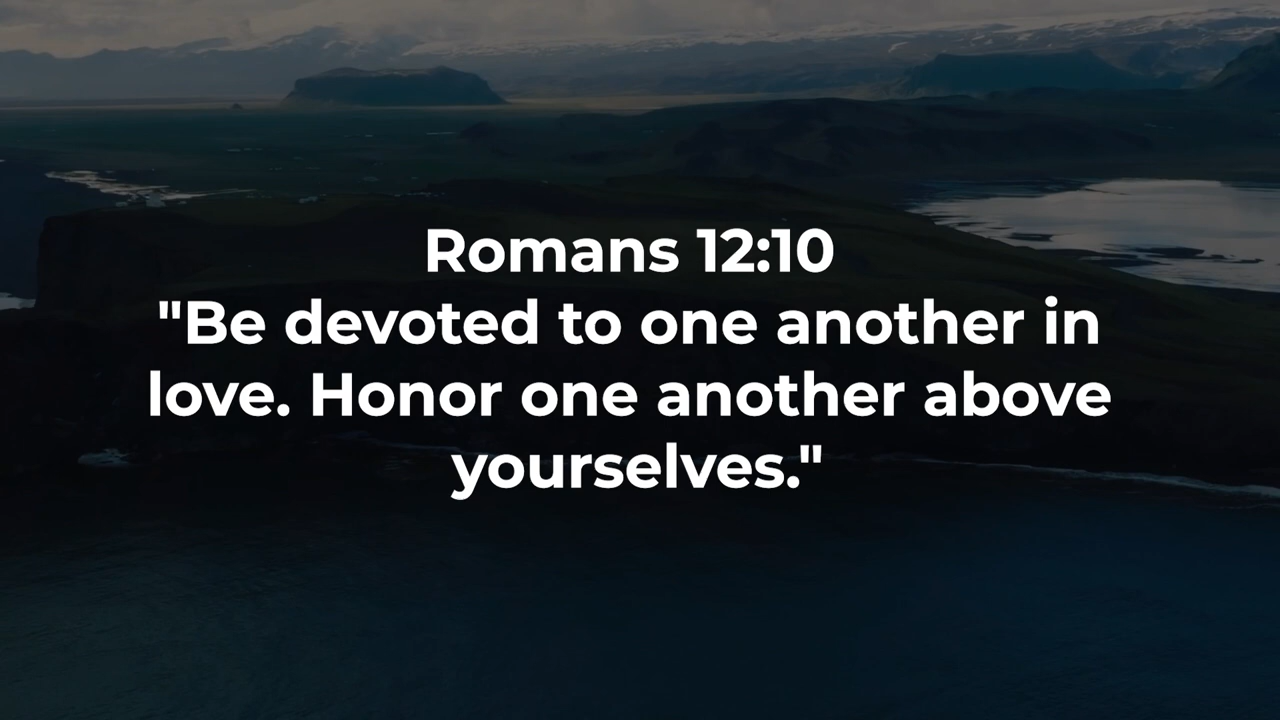 Romans 12:10
"Be devoted to one another in
love. Honor one another above
yourselves."